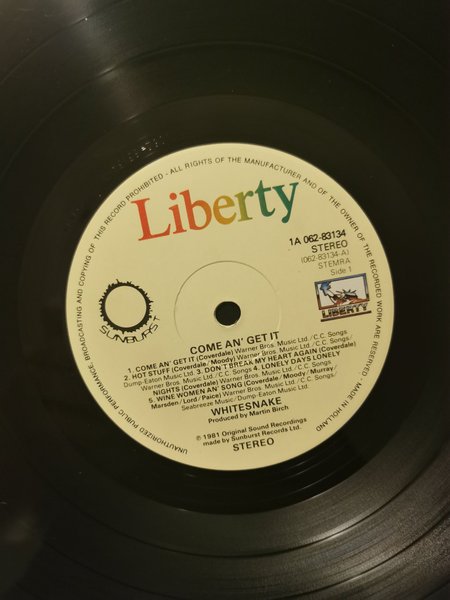 UNAUTHORIZED PUBLIC PERFORMANCE, BROADCASTING AND COPYING OF THIS RECORD PROHIBITED - ALL RIGHTS OF THE MANUFACTURER AND OF THE OWNER OF THE RECORDED WORK ARE RESERVED. MADE IN HOLLAND
Liberty
1A 062-83134
STEREO
(062-83134-A)
STEMRA
Side 1
SUNBURST
LIBERTY
COME AN' GET IT
1. COME AN' GET IT (Coverdale) Warner Bros. Music Ltd./C.C. Songs
2. HOT STUFF (Coverdale/Moody) Warner Bros. Music Ltd./C.C. Songs/
Dump-Eaton Music Ltd. 3. DON'T BREAK MY HEART AGAIN (Coverdale)
Warner Bros. Music Ltd./C.C. Songs 4. LONELY DAYS LONELY
NIGHTS (Coverdale) Warner Bros. Music Ltd./C.C. Songs
5. WINE WOMEN AN' SONG (Coverdale/Moody/Murray/
Marsden/Lord/Paice) Warner Bros. Music Ltd./C.C. Songs/
Seabreeze Music/Dump-Eaton Music Ltd.
WHITESNAKE
Produced by Martin Birch
℗ 1981 Original Sound Recordings
made by Sunburst Records Ltd.
STEREO